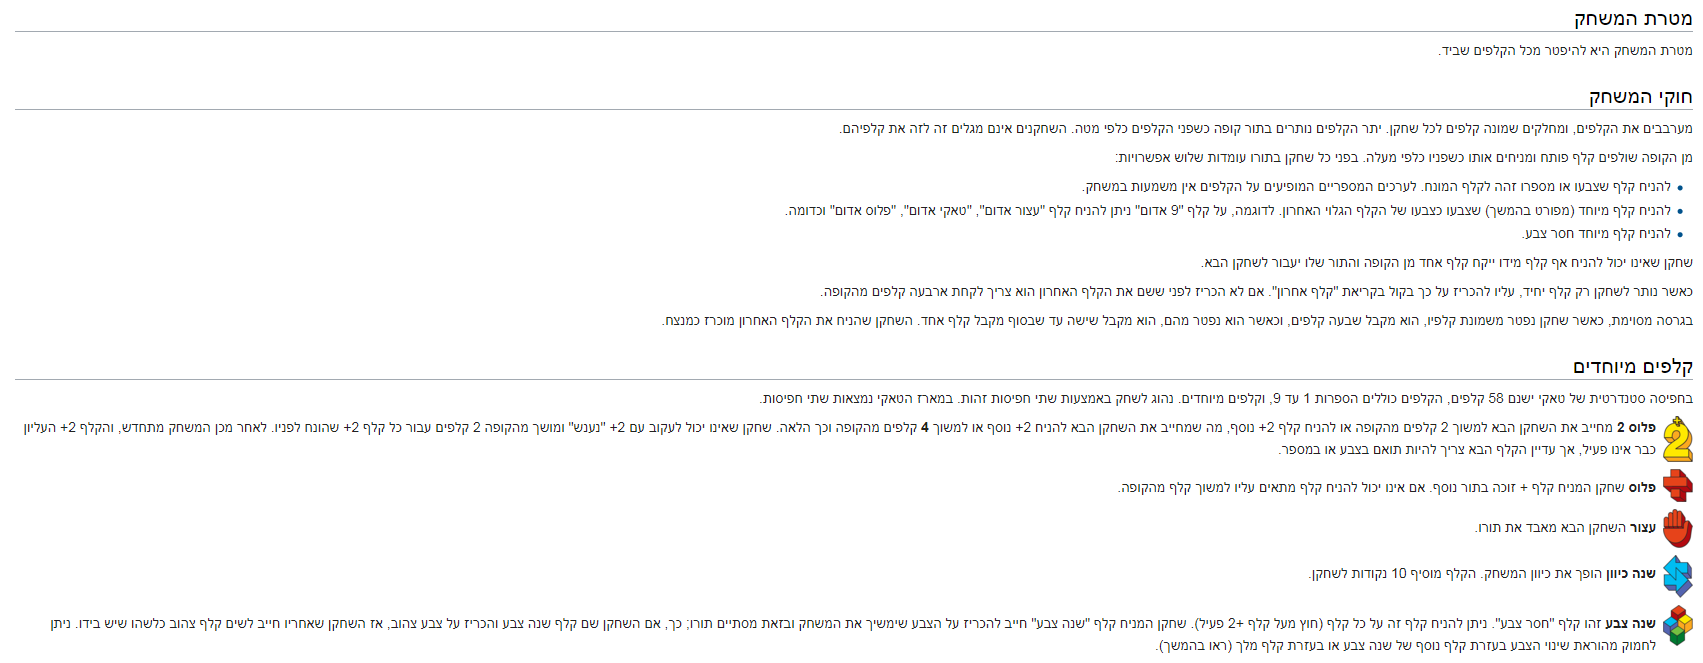 מטרת המשחק
מטרת המשחק היא להיפטר מכל הקלפים שביד.
חוקי המשחק
מערבבים את הקלפים, ומחלקים שמונה קלפים לכל שחקן. יתר הקלפים נותרים בתור קופה כשפני הקלפים כלפי מטה. השחקנים אינם מגלים זה לזה את קלפיהם.
מן הקופה שולפים קלף פותח ומניחים אותו כשפניו כלפי מעלה. בפני כל שחקן בתורו עומדות שלוש אפשרויות:
• להניח קלף שצבעו או מספרו זהה לקלף המונח. לערכים המספריים המופיעים על הקלפים אין משמעות במשחק.
• להניח קלף מיוחד (מפורט בהמשך) שצבעו כצבעו של הקלף הגלוי האחרון. לדוגמה, על קלף "9 אדום" ניתן להניח קלף "עצור אדום", "טאקי אדום", "פלוס אדום" וכדומה.
• להניח קלף מיוחד חסר צבע.
שחקן שאינו יכול להניח אף קלף מידו ייקח קלף אחד מן הקופה והתור שלו יעבור לשחקן הבא.
כאשר נותר לשחקן רק קלף יחיד, עליו להכריז על כך בקול בקריאת "קלף אחרון". אם לא הכריז לפני ששם את הקלף האחרון הוא צריך לקחת ארבעה קלפים מהקופה.
בגרסה מסוימת, כאשר שחקן נפטר משמונת קלפיו, הוא מקבל שבעה קלפים, וכאשר הוא נפטר מהם, הוא מקבל שישה עד שבסוף מקבל קלף אחד. השחקן שהניח את הקלף האחרון מוכרז כמנצח.
קלפים מיוחדים
בחפיסה סטנדרטית של טאקי ישנם 58 קלפים, הקלפים כוללים הספרות 1 עד 9, וקלפים מיוחדים. נהוג לשחק באמצעות שתי חפיסות זהות. במארז הטאקי נמצאות שתי חפיסות.
פלוס 2 מחייב את השחקן הבא למשוך 2 קלפים מהקופה או להניח קלף 2+ נוסף, מה שמחייב את השחקן הבא להניח 2+ נוסף או למשוך 4 קלפים מהקופה וכך הלאה. שחקן שאינו יכול לעקוב עם 2+ "נענש" ומושך מהקופה 2 קלפים עבור כל קלף 2+ שהונח לפניו. לאחר מכן המשחק מתחדש, והקלף 2+ העליון
כבר אינו פעיל, אך עדיין הקלף הבא צריך להיות תואם בצבע או במספר.
פלוס שחקן המניח קלף + זוכה בתור נוסף. אם אינו יכול להניח קלף מתאים עליו למשוך קלף מהקופה.
עצור השחקן הבא מאבד את תורו.
שנה כיוון הופך את כיוון המשחק. הקלף מוסיף 10 נקודות לשחקן.
שנה צבע זהו קלף "חסר צבע". ניתן להניח קלף זה על כל קלף (חוץ מעל קלף +2 פעיל). שחקן המניח קלף "שנה צבע" חייב להכריז על הצבע שימשיך את המשחק ובזאת מסתיים תורו; כך, אם השחקן שם קלף שנה צבע והכריז על צבע צהוב, אז השחקן שאחריו חייב לשים קלף צהוב כלשהו שיש בידו. ניתן
לחמוק מהוראת שינוי הצבע בעזרת קלף נוסף של שנה צבע או בעזרת קלף מלך (ראו בהמשך).